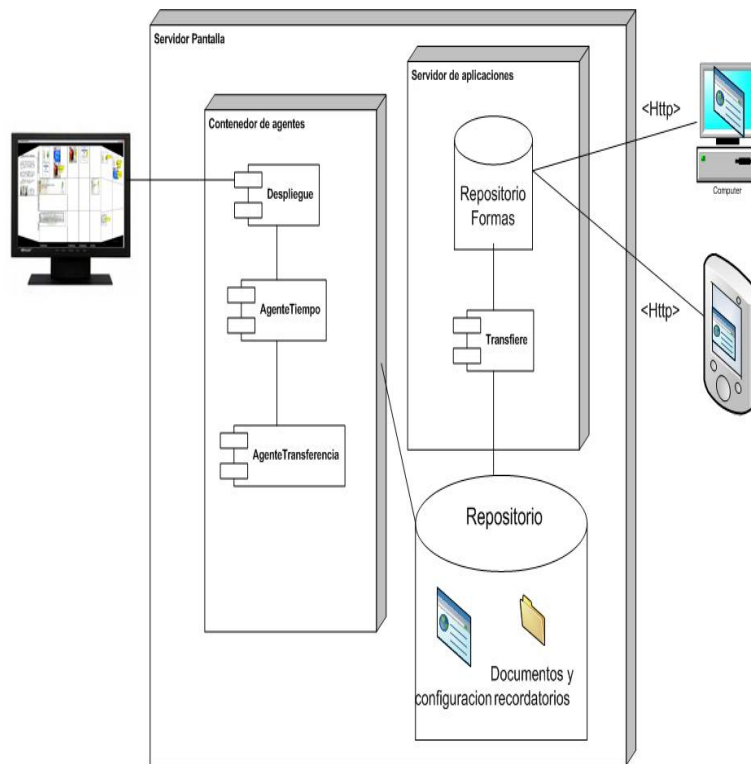 Servidor Pantalla
Contenedor de agentes
Despliegue
AgenteTiempo
AgenteTransferencia
Servidor de aplicaciones
Repositorio
Formas
Transfiere
Repositorio
Documentos y
configuracion recordatorios
<Http>
Computer
<Http>